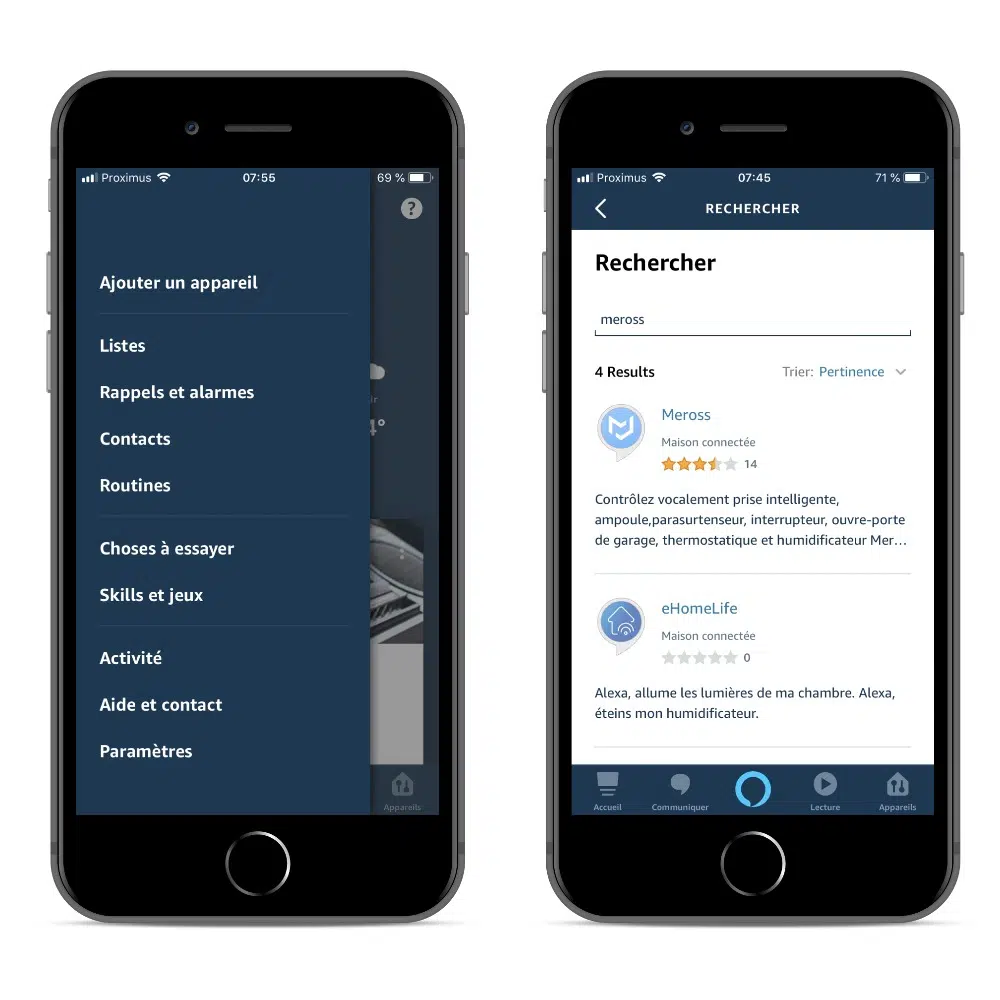 Proximus 07:55 69 %
?
Ajouter un appareil
Listes
Rappels et alarmes
Contacts
Routines
Choses à essayer
Skills et jeux
Activité
Aide et contact
Paramètres
Appareils
Proximus 07:45 71 %
RECHERCHER
Rechercher
meross
4 Results Trier: Pertinence
Meross
Maison connectée
14
Contrôlez vocalement prise intelligente,
ampoule,parasurtenseur, interrupteur, ouvre-porte
de garage, thermostatique et humidificateur Mer...
eHomeLife
Maison connectée
0
Alexa, allume les lumières de ma chambre. Alexa,
éteins mon humidificateur.
Accueil Communiquer Lecture Appareils